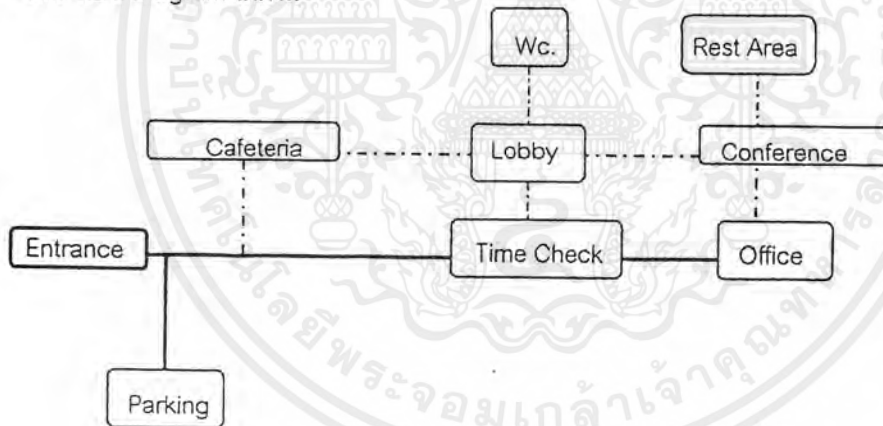 Wc.
Rest Area
Cafeteria
Lobby
Conference
Entrance
Time Check
Office
Parking